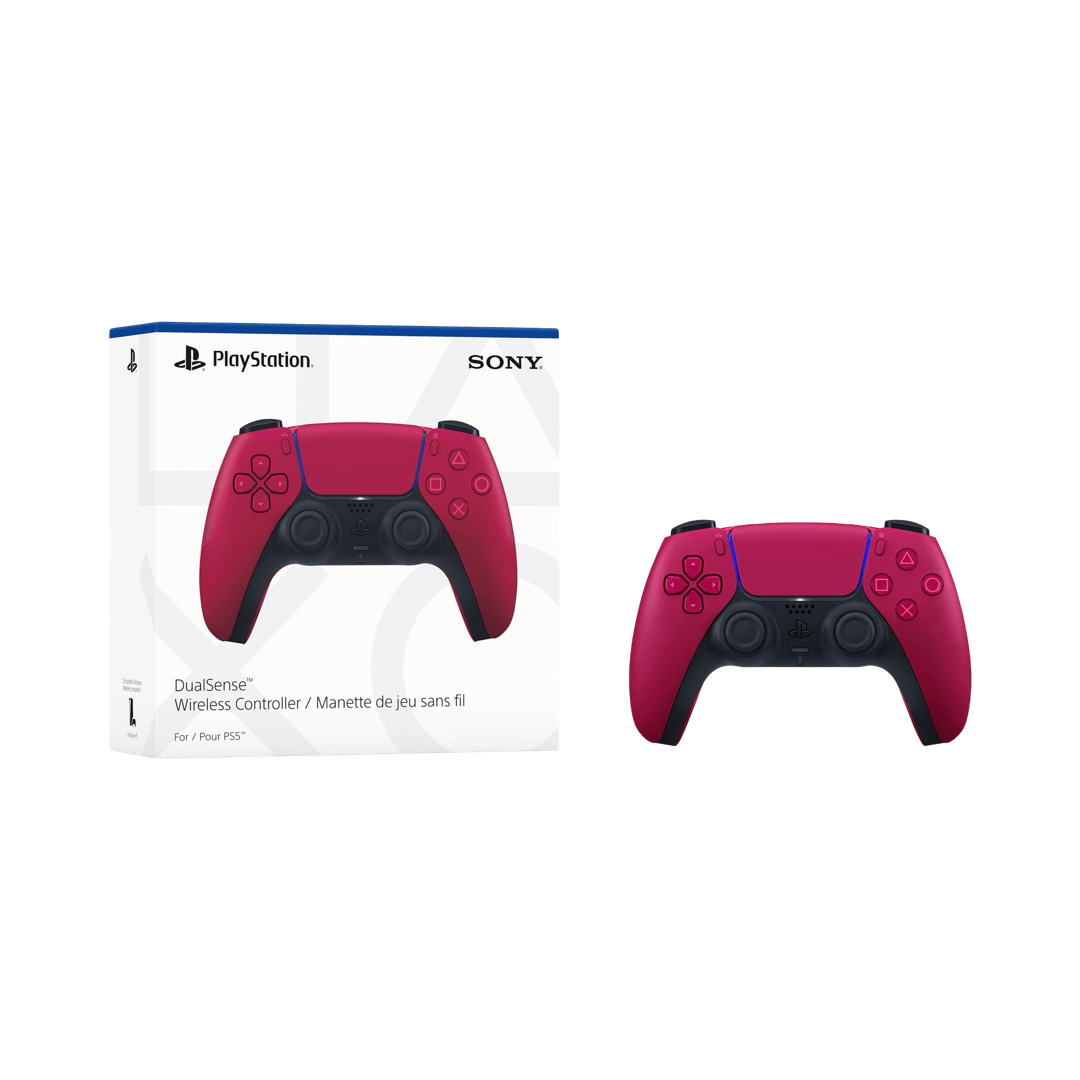 PlayStation®
SONY®
DualSense™
Wireless Controller / Manette de jeu sans fil
For / Pour PS5™